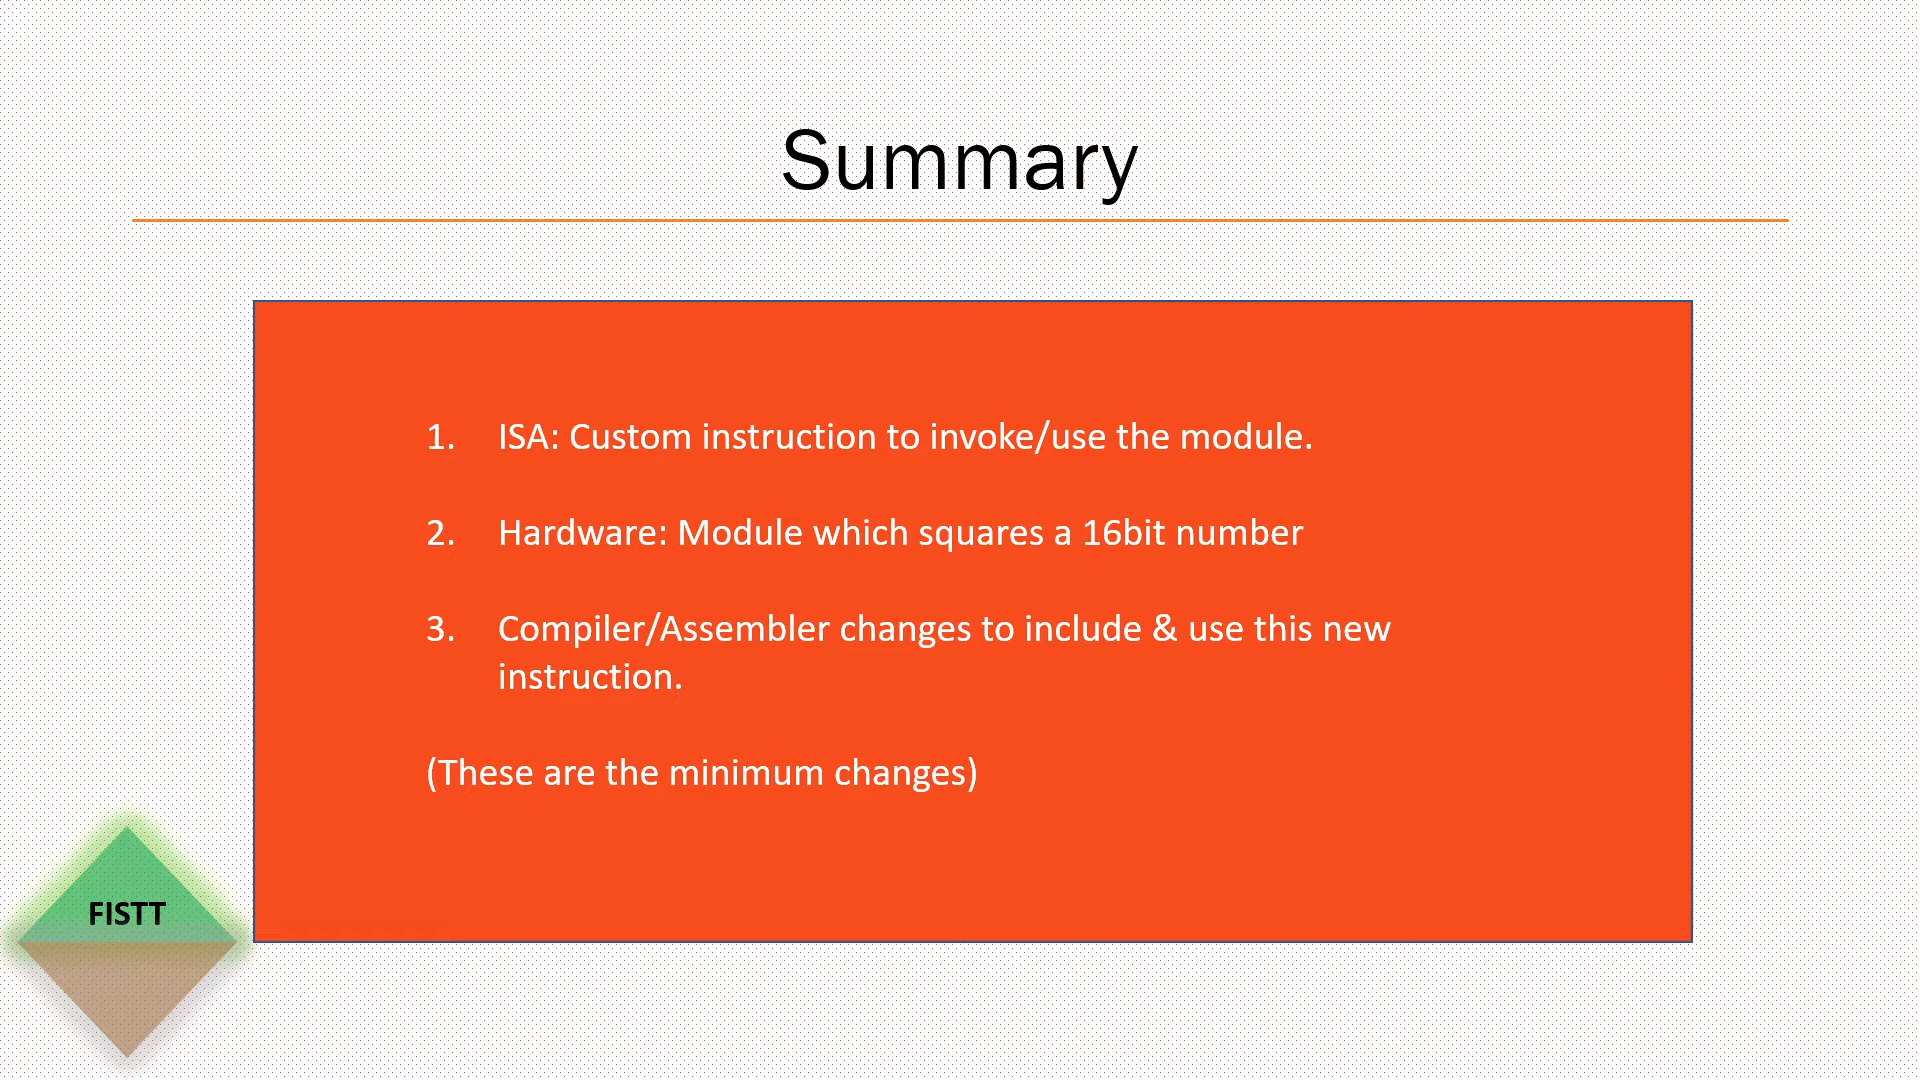 Summary
1. ISA: Custom instruction to invoke/use the module.
2. Hardware: Module which squares a 16bit number
3. Compiler/Assembler changes to include & use this new
instruction.
(These are the minimum changes)
FISTT